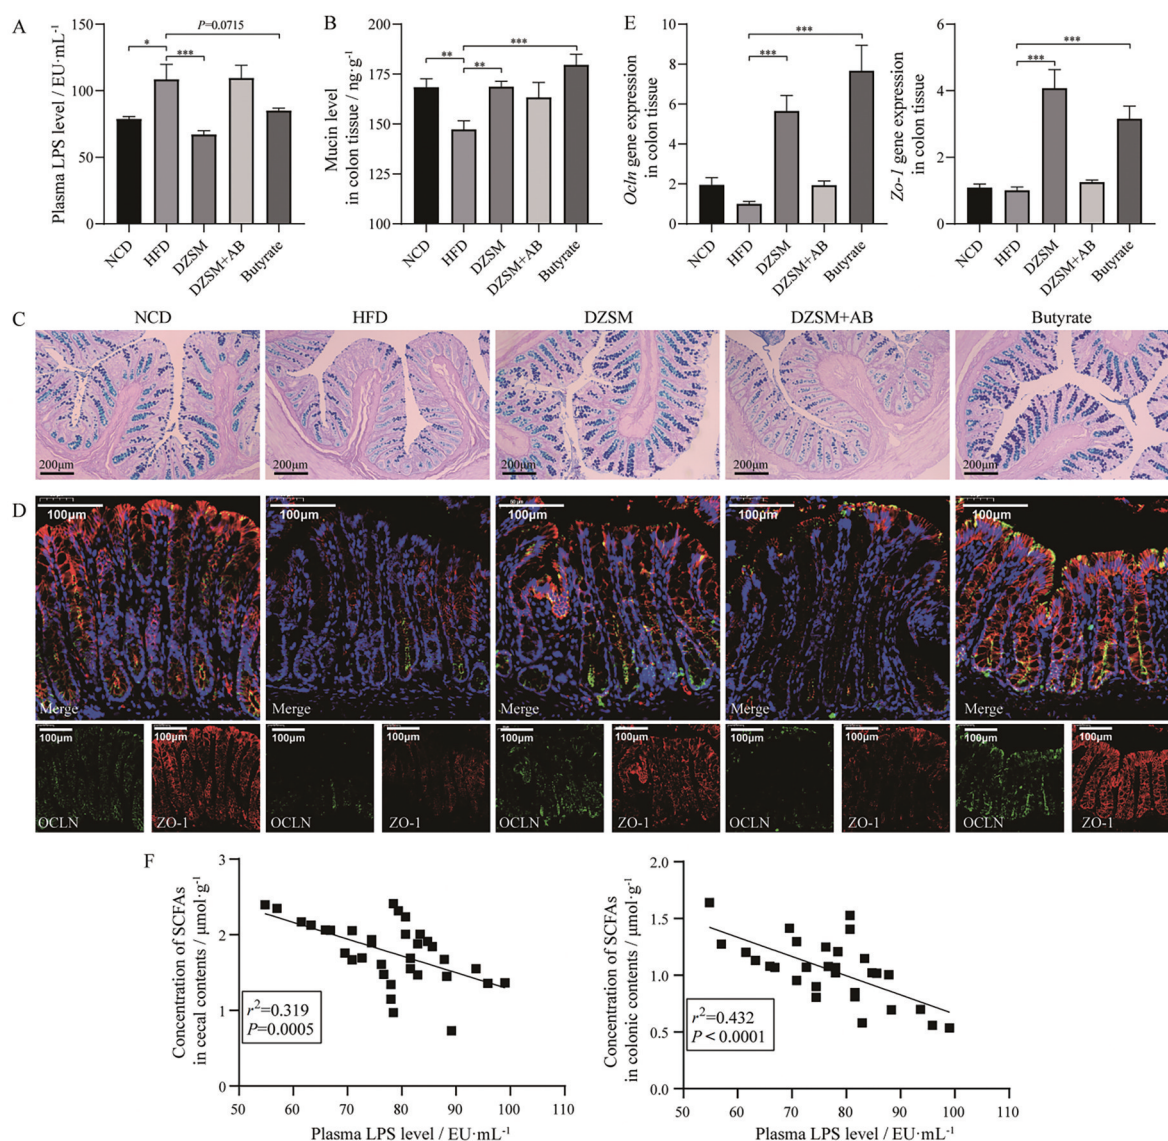 A
Plasma LPS level / EU·mL⁻¹
150
100
50
0
*
***
P=0.0715
NCD
HFD
DZSM
DZSM+AB
Butyrate
B
Mucin level
in colon tissue / ng·g⁻¹
200
175
150
125
100
**
**
***
NCD
HFD
DZSM
DZSM+AB
Butyrate
E
Ocln gene expression
in colon tissue
10
8
6
4
2
0
***
***
NCD
HFD
DZSM
DZSM+AB
Butyrate
Zo-1 gene expression
in colon tissue
6
4
2
0
***
***
NCD
HFD
DZSM
DZSM+AB
Butyrate
C
NCD
HFD
DZSM
DZSM+AB
Butyrate
200μm
200μm
200μm
200μm
200μm
D
100μm
100μm
100μm
100μm
100μm
Merge
Merge
Merge
Merge
Merge
100μm
100μm
100μm
100μm
100μm
100μm
100μm
100μm
100μm
100μm
OCLN
ZO-1
OCLN
ZO-1
OCLN
ZO-1
OCLN
ZO-1
OCLN
ZO-1
F
Concentration of SCFAs
in cecal contents / μmol·g⁻¹
3
2
1
0
r²=0.319
P=0.0005
50
60
70
80
90
100
110
Plasma LPS level / EU·mL⁻¹
Concentration of SCFAs
in colonic contents / μmol·g⁻¹
2.0
1.5
1.0
0.5
0.0
r²=0.432
P < 0.0001
50
60
70
80
90
100
110
Plasma LPS level / EU·mL⁻¹